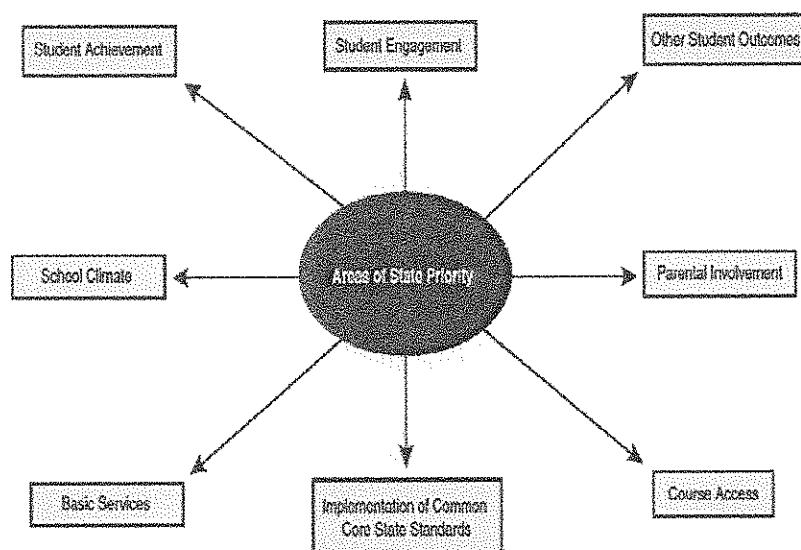 Student Achievement
Student Engagement
Other Student Outcomes
School Climate
Areas of State Priority
Parental Involvement
Basic Services
Implementation of Common
Core State Standards
Course Access